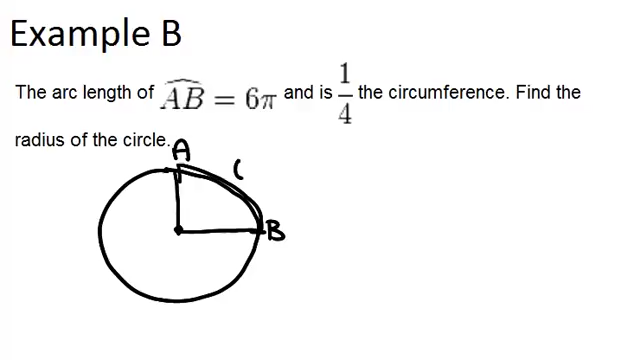 Example B
The arc length of \widehat{AB} = 6π and is 1/4 the circumference. Find the
radius of the circle.
A
B